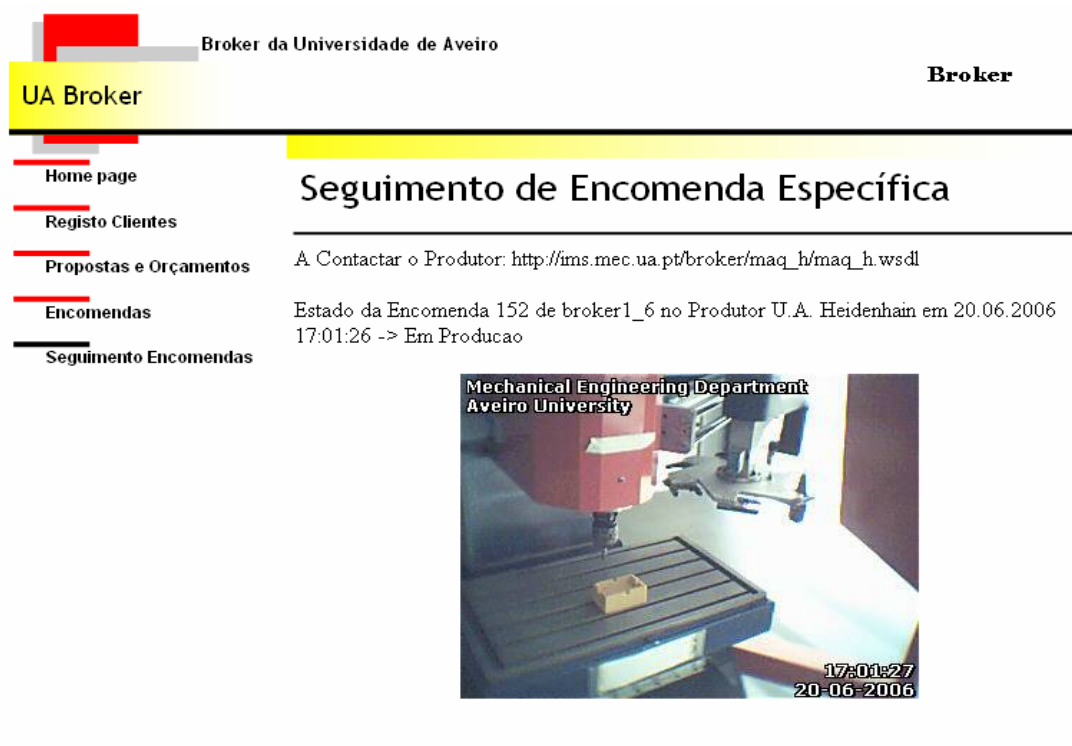 Broker da Universidade de Aveiro
Broker
UA Broker
Home page
Registo Clientes
Propostas e Orçamentos
Encomendas
Seguimento Encomendas
Seguimento de Encomenda Específica
A Contactar o Produtor: http://ims.mec.ua.pt/broker/maq_h/maq_h.wsdl
Estado da Encomenda 152 de broker1_6 no Produtor U.A. Heidenhain em 20.06.2006
17:01:26 -> Em Producao
Mechanical Engineering Department
Aveiro University
17:01:27
20-06-2006